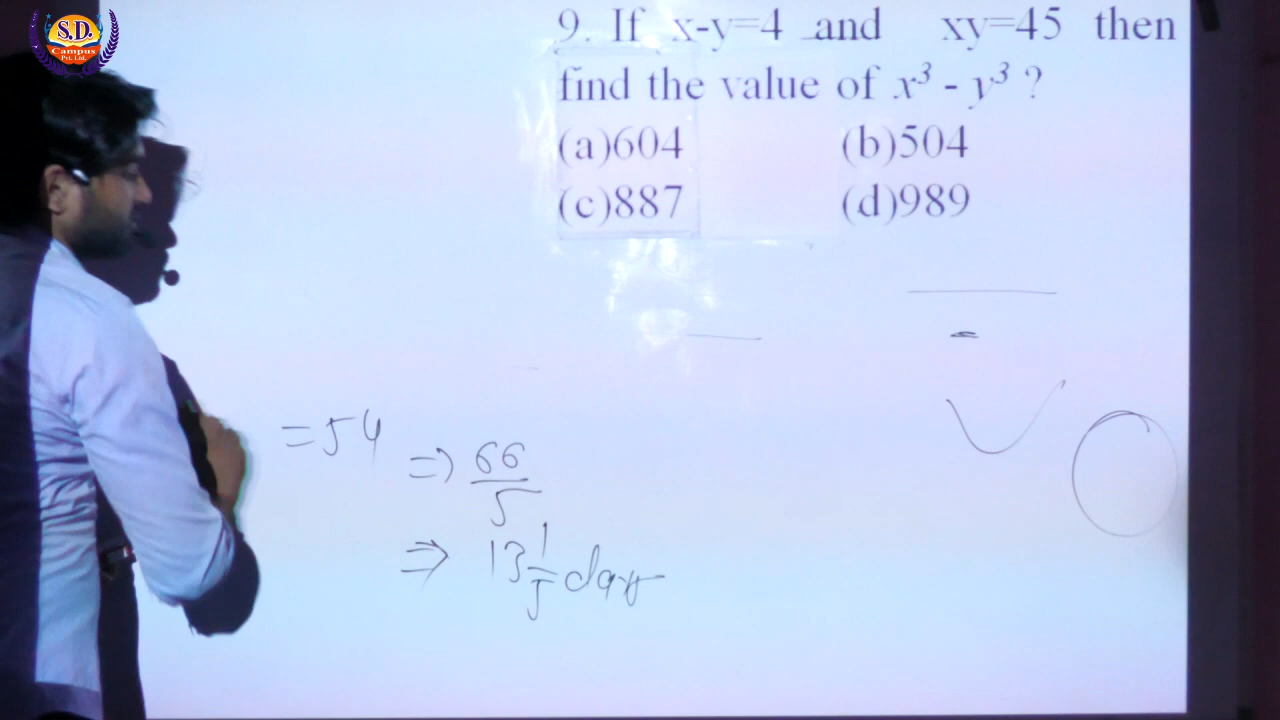 S.D.
Campus
Pvt. Ltd.
9. If x-y=4 and xy=45 then
find the value of x³ - y³ ?
(a)604 (b)504
(c)887 (d)989
=54
⇒ 66/5
⇒ 13 1/5 days